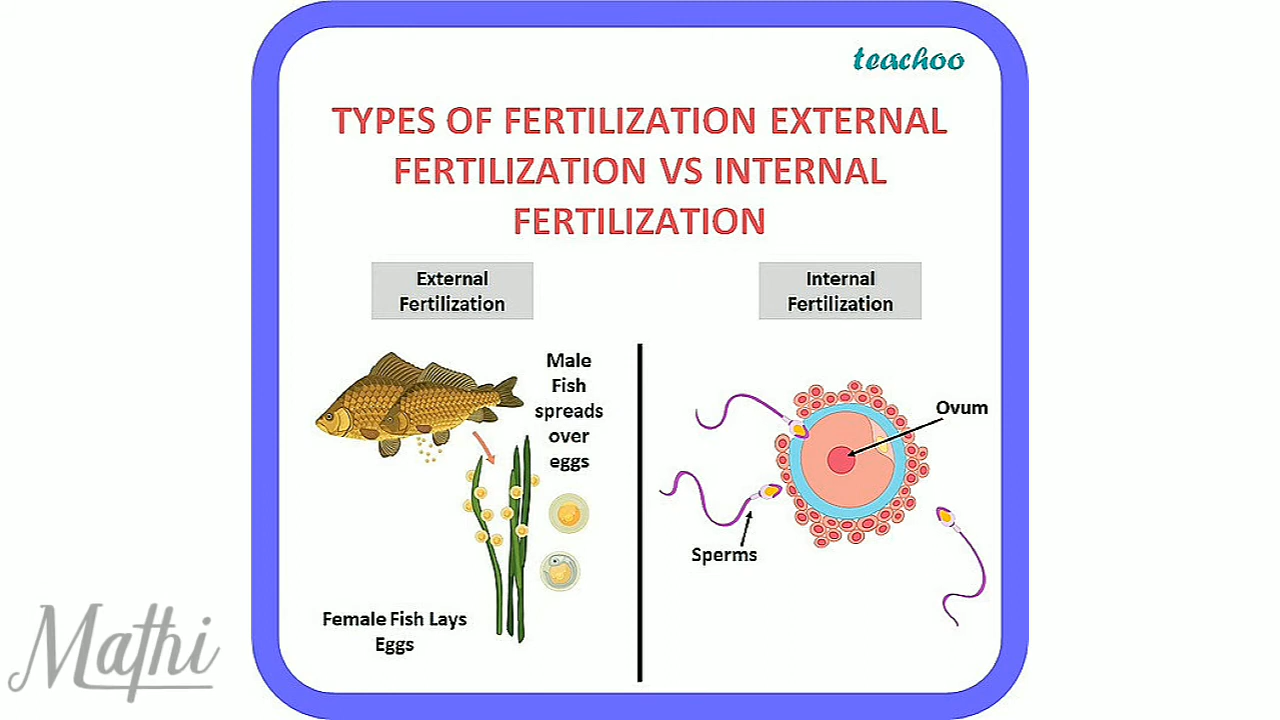 teachoo
TYPES OF FERTILIZATION EXTERNAL
FERTILIZATION VS INTERNAL
FERTILIZATION
External
Fertilization
Male
Fish
spreads
over
eggs
Female Fish Lays
Eggs
Internal
Fertilization
Ovum
Sperms
Mathi